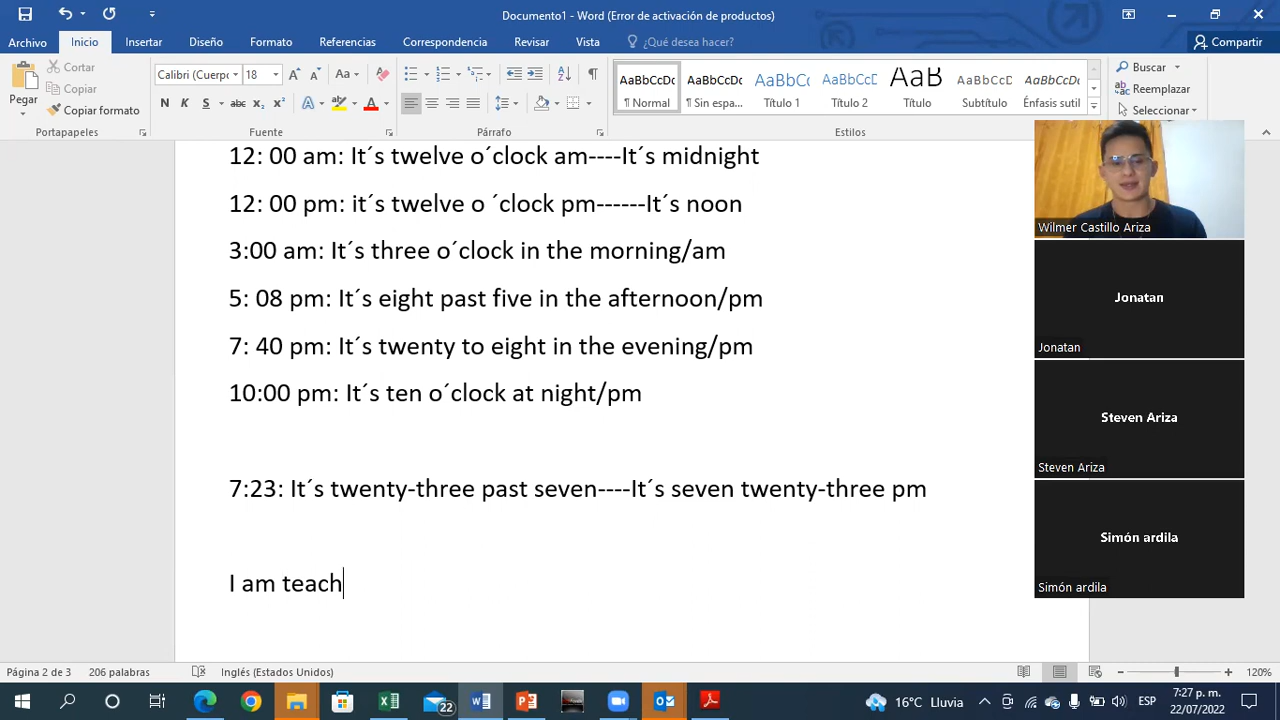 Documento1 - Word (Error de activación de productos)
Archivo Inicio Insertar Diseño Formato Referencias Correspondencia Revisar Vista ¿Qué desea hacer? Compartir
Pegar
Cortar
Copiar
Copiar formato
Calibri (Cuerpo 18
N K S abc x₂ x²
AaBbCcDc AaBbCcDc AaBbCcD AaBbCcD AaB AaBbCcD AaBbCcDc
¶ Normal ¶ Sin espa... Título 1 Título 2 Título Subtítulo Énfasis sutil
Buscar
Reemplazar
Seleccionar
Portapapeles Fuente Párrafo Estilos
12: 00 am: It´s twelve o´clock am----It´s midnight
12: 00 pm: it´s twelve o ´clock pm------It´s noon
3:00 am: It´s three o´clock in the morning/am
5: 08 pm: It´s eight past five in the afternoon/pm
7: 40 pm: It´s twenty to eight in the evening/pm
10:00 pm: It´s ten o´clock at night/pm
7:23: It´s twenty-three past seven----It´s seven twenty-three pm
I am teach
Wilmer Castillo Ariza
Jonatan
Jonatan
Steven Ariza
Steven Ariza
Simón ardila
Simón ardila
Página 2 de 3 206 palabras Inglés (Estados Unidos) 120%
22
16°C Lluvia ESP 7:27 p. m.
22/07/2022